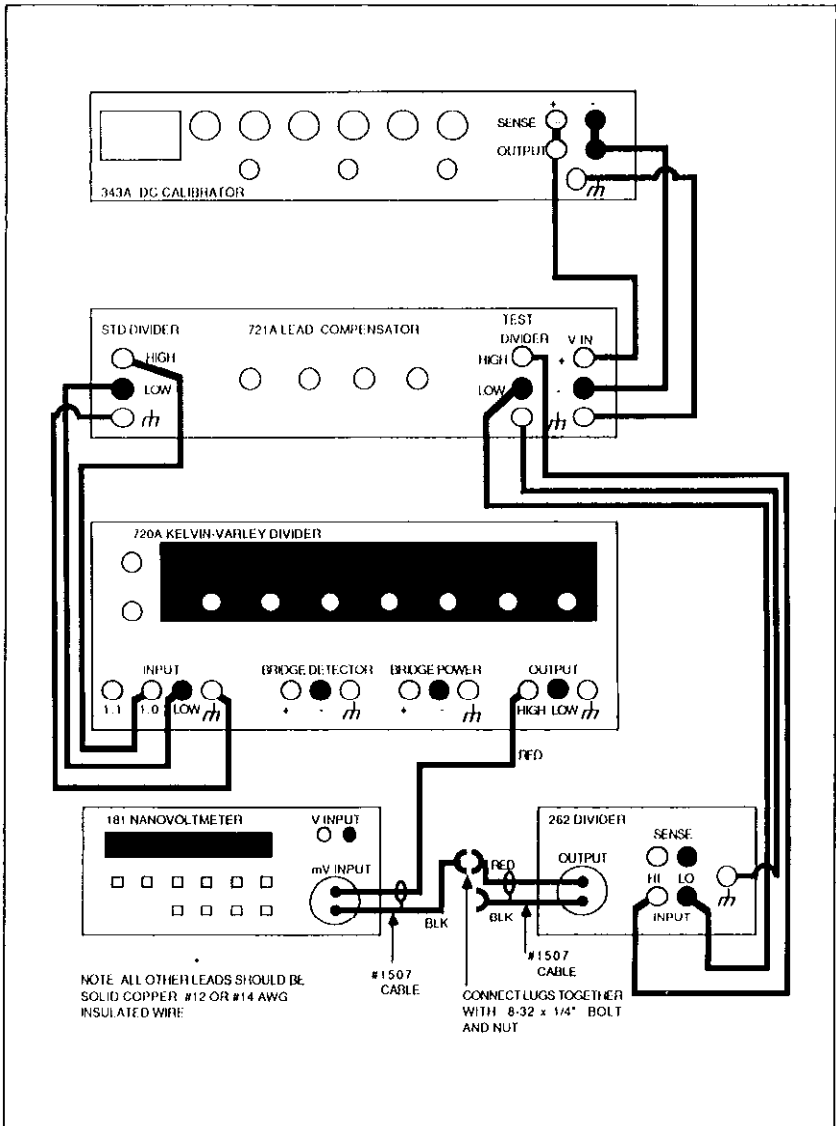 + -
SENSE
OUTPUT
343A DC CALIBRATOR
STD DIVIDER
HIGH
LOW
721A LEAD COMPENSATOR
TEST
DIVIDER
HIGH
LOW
V IN
+
-
720A KELVIN-VARLEY DIVIDER
INPUT
1.1 1.0 LOW
BRIDGE DETECTOR
+ -
BRIDGE POWER
+ -
OUTPUT
HIGH LOW
RED
181 NANOVOLTMETER
V INPUT
mV INPUT
BLK
#1507
CABLE
RED
BLK
#1507
CABLE
262 DIVIDER
OUTPUT
SENSE
HI LO
INPUT
NOTE ALL OTHER LEADS SHOULD BE
SOLID COPPER #12 OR #14 AWG
INSULATED WIRE
CONNECT LUGS TOGETHER
WITH 8-32 x 1/4" BOLT
AND NUT